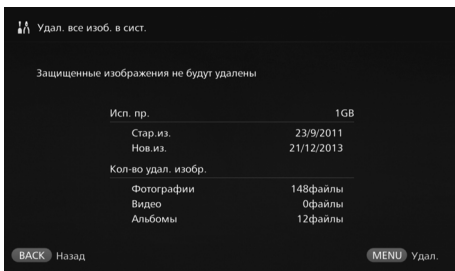 Удал. все изоб. в сист.
Защищенные изображения не будут удалены
Исп. пр. 1GB
Стар.из. 23/9/2011
Нов.из. 21/12/2013
Кол-во удал. изобр.
Фотографии 148файлы
Видео 0файлы
Альбомы 12файлы
BACK Назад MENU Удал.